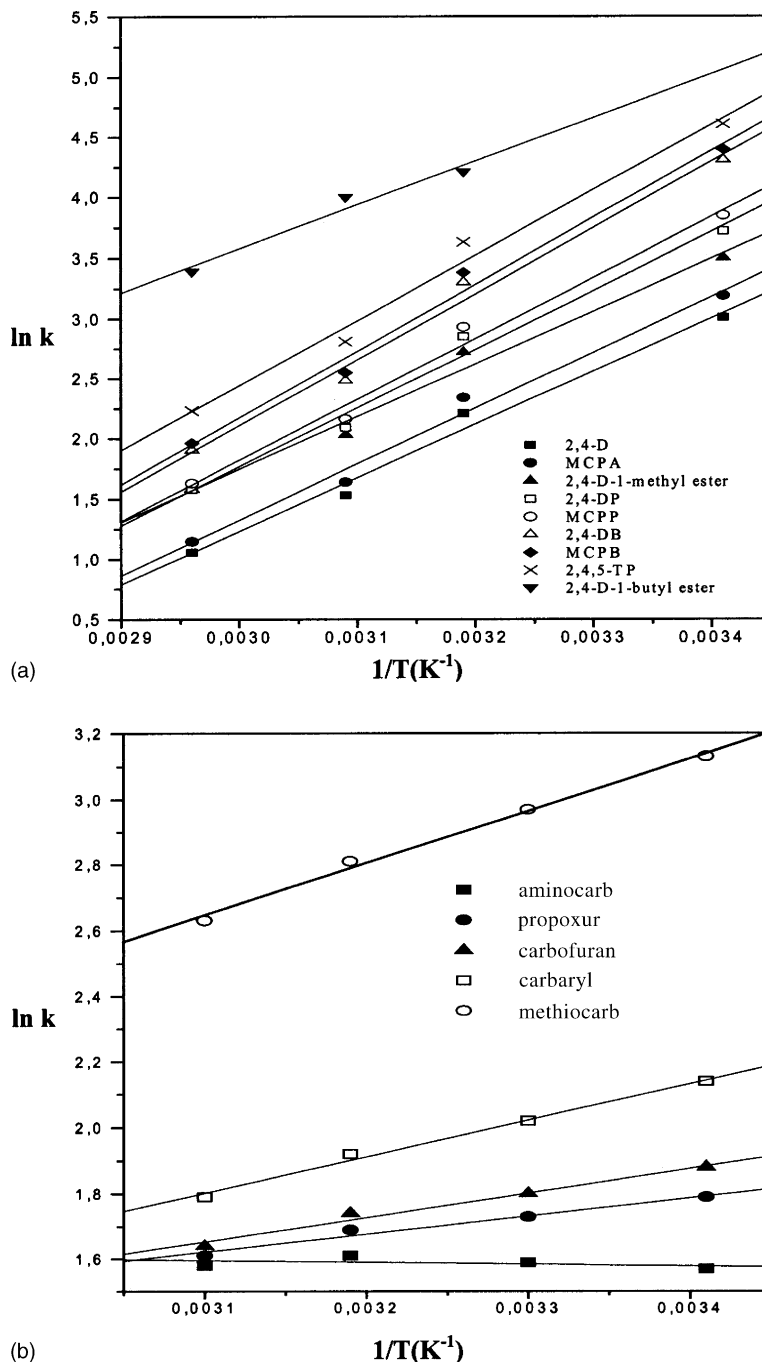 5,5
5,0
4,5
4,0
3,5
3,0
2,5
2,0
1,5
1,0
0,5
ln k
2,4-D
MCPA
2,4-D-1-methyl ester
2,4-DP
MCPP
2,4-DB
MCPB
2,4,5-TP
2,4-D-1-butyl ester
0,0029 0,0030 0,0031 0,0032 0,0033 0,0034
(a)
1/T(K⁻¹)
3,2
3,0
2,8
2,6
2,4
2,2
2,0
1,8
1,6
ln k
aminocarb
propoxur
carbofuran
carbaryl
methiocarb
0,0031 0,0032 0,0033 0,0034
(b)
1/T(K⁻¹)